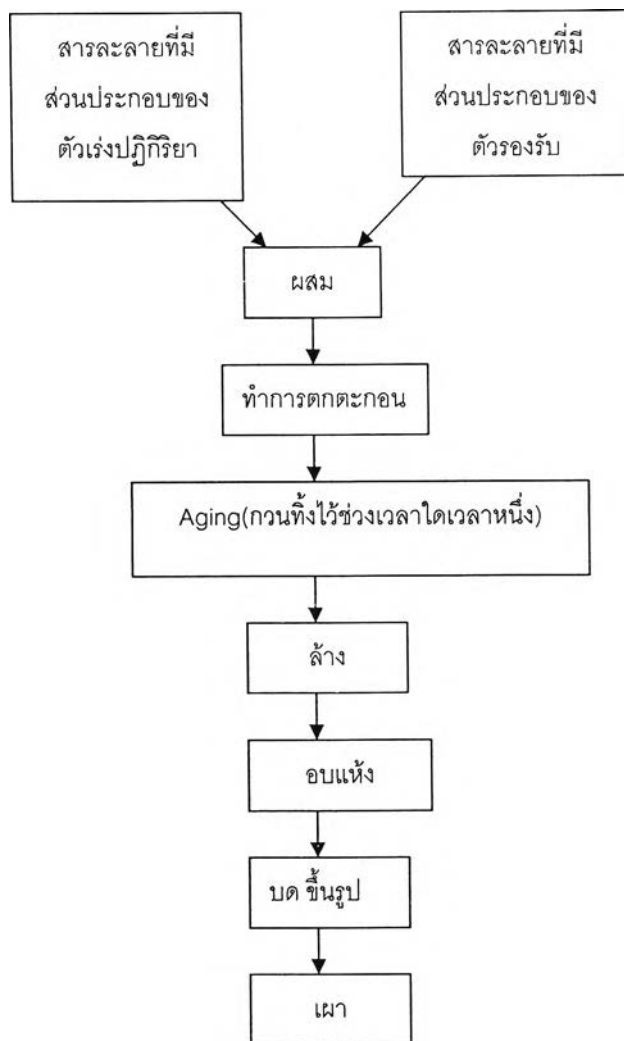 สารละลายที่มี
ส่วนประกอบของ
ตัวเร่งปฏิกิริยา
สารละลายที่มี
ส่วนประกอบของ
ตัวรองรับ
ผสม
ทำการตกตะกอน
Aging(กวนทิ้งไว้ช่วงเวลาใดเวลาหนึ่ง)
ล้าง
อบแห้ง
บด ขึ้นรูป
เผา